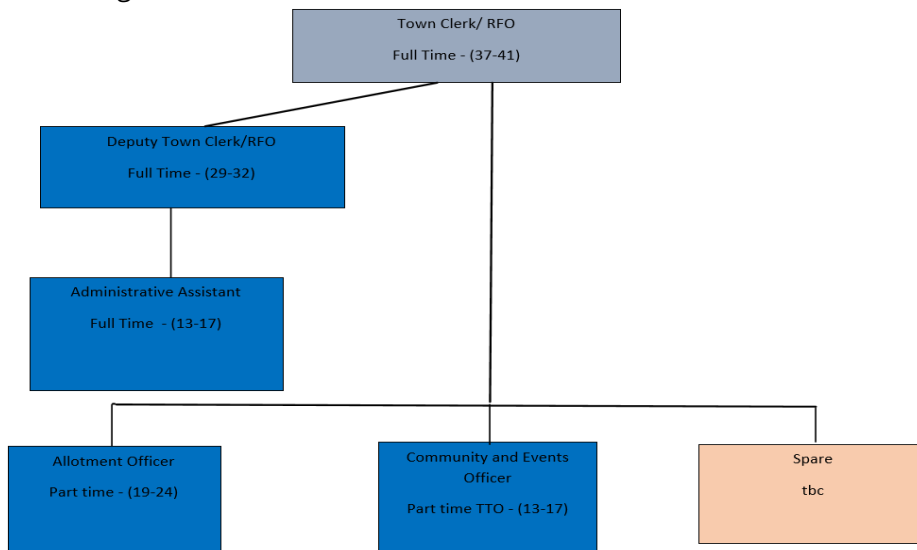 Town Clerk/ RFO
Full Time - (37-41)
Deputy Town Clerk/RFO
Full Time - (29-32)
Administrative Assistant
Full Time  - (13-17)
Allotment Officer
Part time - (19-24)
Community and Events
Officer
Part time TTO - (13-17)
Spare
tbc